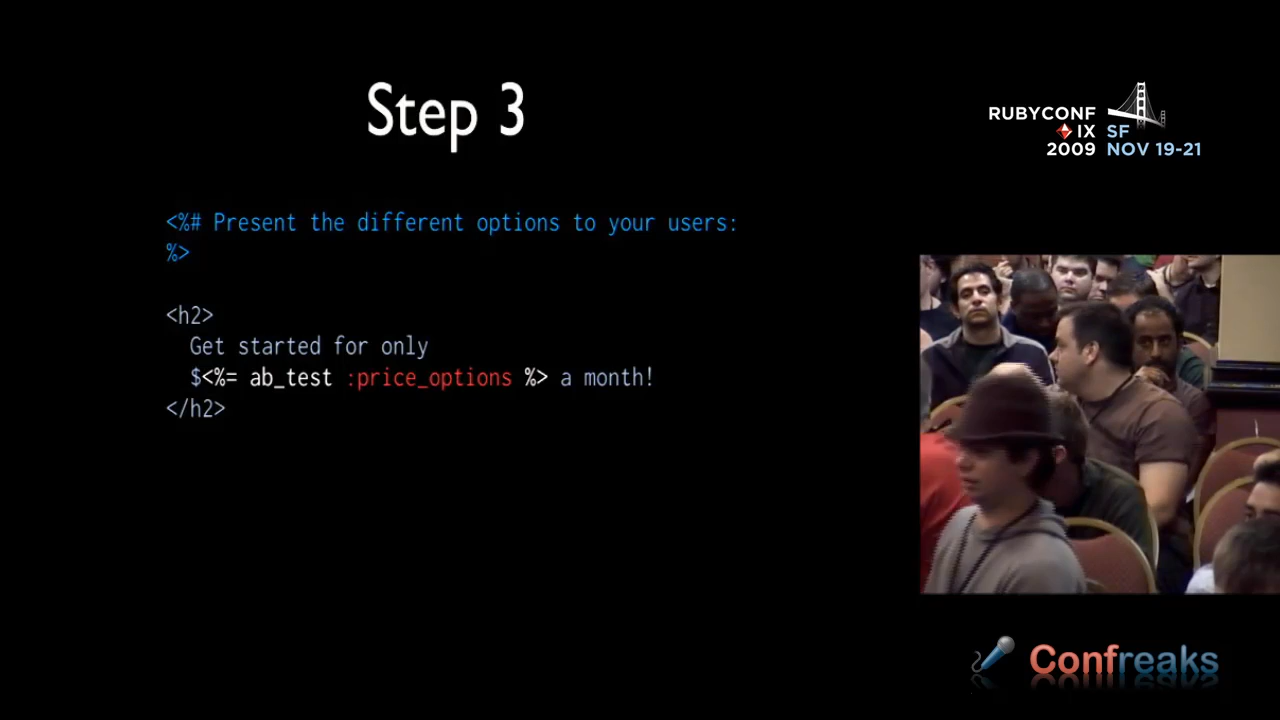 Step 3
<%# Present the different options to your users:
%>
<h2>
Get started for only
$<%= ab_test :price_options %> a month!
</h2>
RUBYCONF
IX SF
2009 NOV 19-21
Confreaks